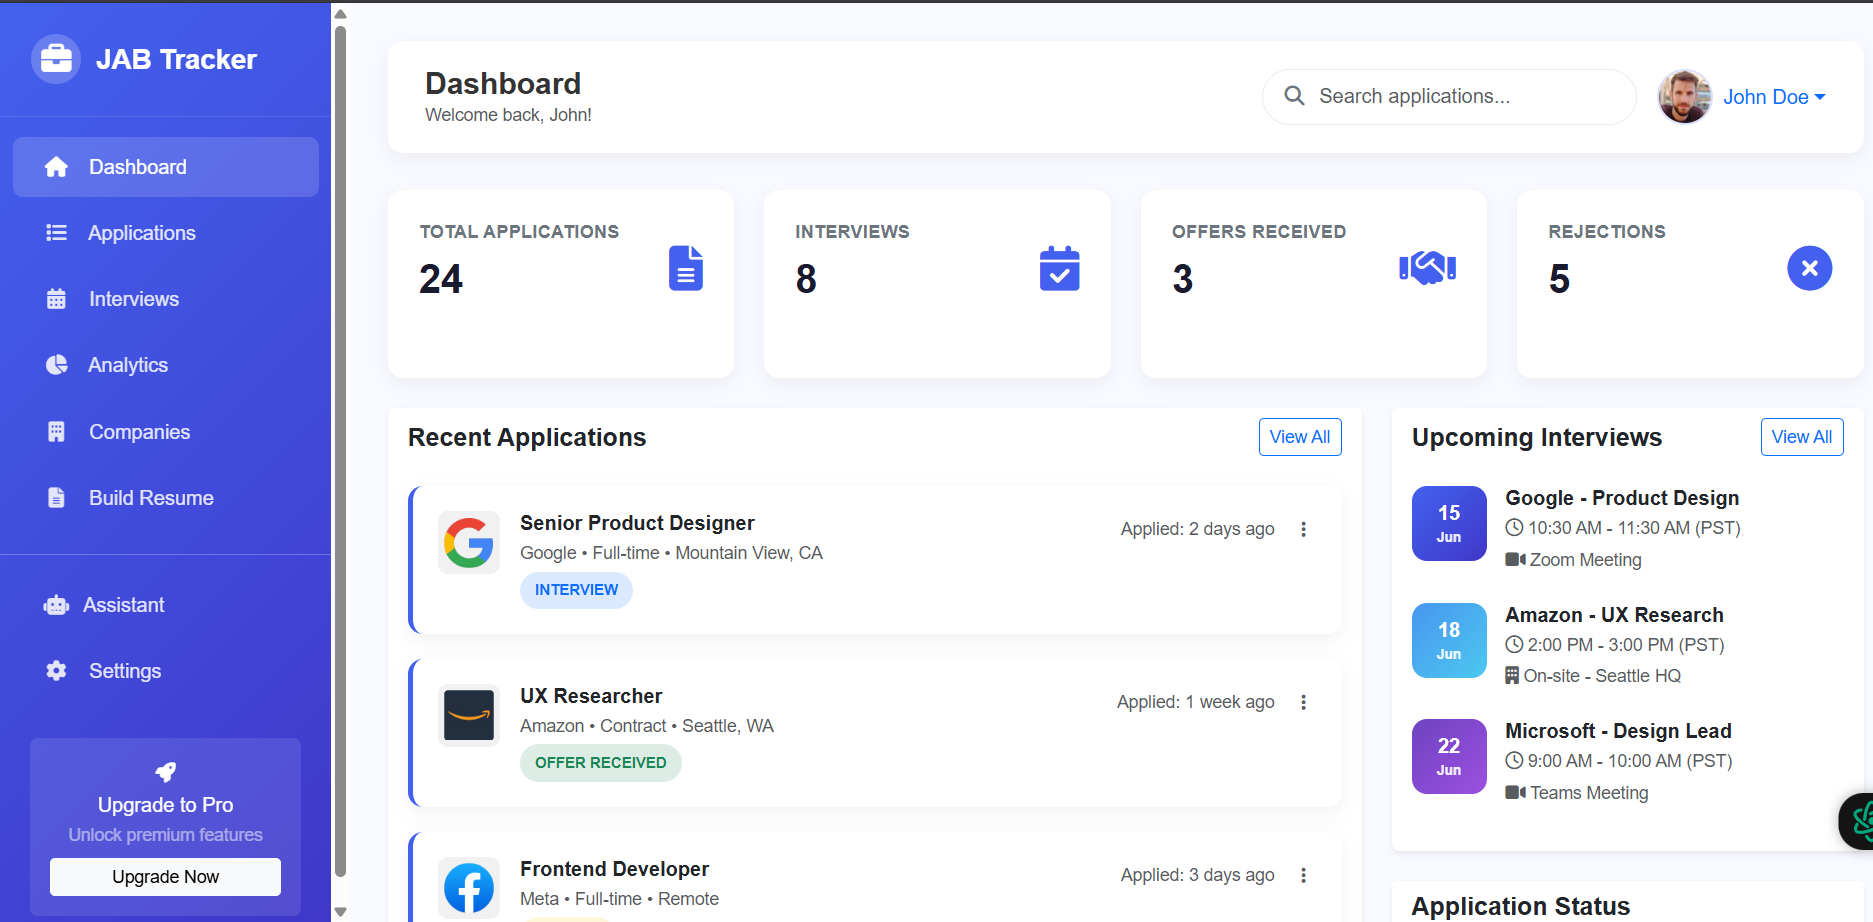 JAB Tracker
Dashboard
Applications
Interviews
Analytics
Companies
Build Resume
Assistant
Settings
Upgrade to Pro
Unlock premium features
Upgrade Now
Dashboard
Welcome back, John!
Search applications...
John Doe
TOTAL APPLICATIONS
24
INTERVIEWS
8
OFFERS RECEIVED
3
REJECTIONS
5
Recent Applications
View All
Senior Product Designer
Google • Full-time • Mountain View, CA
INTERVIEW
Applied: 2 days ago
UX Researcher
Amazon • Contract • Seattle, WA
OFFER RECEIVED
Applied: 1 week ago
Frontend Developer
Meta • Full-time • Remote
Applied: 3 days ago
Upcoming Interviews
View All
15
Jun
Google - Product Design
10:30 AM - 11:30 AM (PST)
Zoom Meeting
18
Jun
Amazon - UX Research
2:00 PM - 3:00 PM (PST)
On-site - Seattle HQ
22
Jun
Microsoft - Design Lead
9:00 AM - 10:00 AM (PST)
Teams Meeting
Application Status